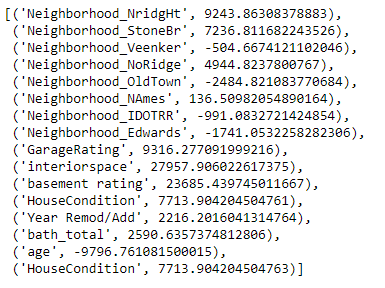 [('Neighborhood_NridgHt', 9243.86308378883),
('Neighborhood_StoneBr', 7236.811682243526),
('Neighborhood_Veenker', -504.6674121102046),
('Neighborhood_NoRidge', 4944.8237800767),
('Neighborhood_OldTown', -2484.821083770684),
('Neighborhood_NAmes', 136.50982054890164),
('Neighborhood_IDOTRR', -991.0832721424854),
('Neighborhood_Edwards', -1741.0532258282306),
('GarageRating', 9316.277091999216),
('interiorspace', 27957.906022617375),
('basement rating', 23685.439745011667),
('HouseCondition', 7713.904204504761),
('Year Remod/Add', 2216.2016041314764),
('bath_total', 2590.6357374812806),
('age', -9796.761081500015),
('HouseCondition', 7713.904204504763)]